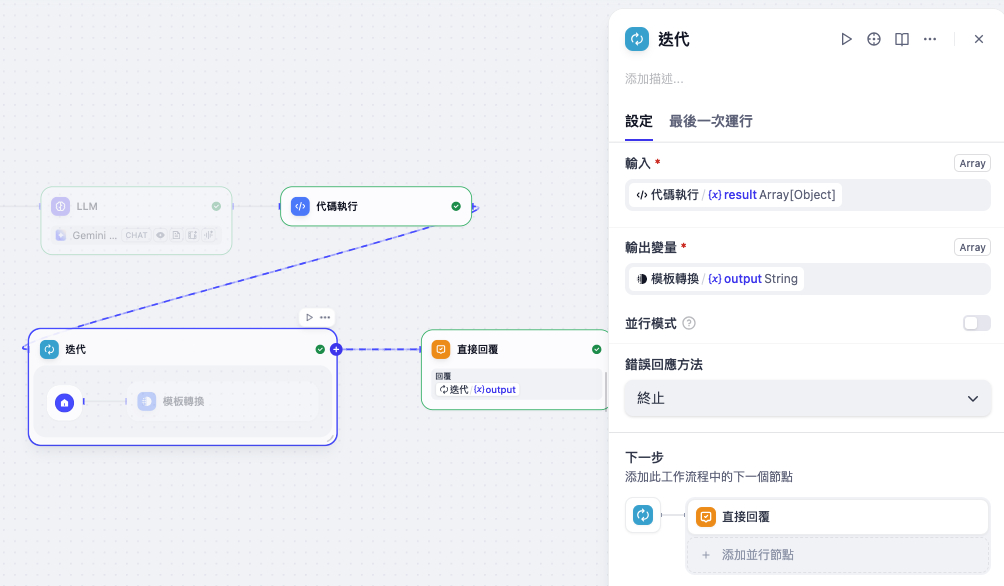 LLM
Gemini ...
CHAT
代碼執行
迭代
模板轉換
直接回覆
回覆
迭代 / {x} output
迭代
添加描述...
設定
最後一次運行
輸入 *
Array
代碼執行 / {x} result Array[Object]
輸出變量 *
Array
模板轉換 / {x} output String
並行模式 ?
錯誤回應方法
終止
下一步
添加此工作流程中的下一個節點
直接回覆
+ 添加並行節點